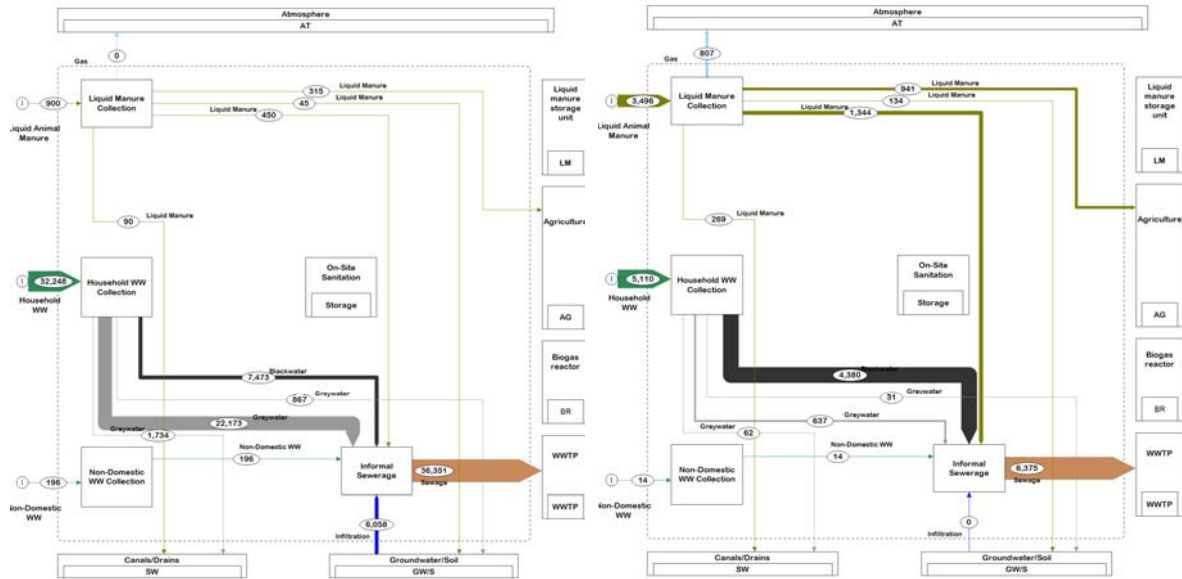 Atmosphere
AT
0
Gas
Liquid Manure
Collection
315
Liquid Manure
45
Liquid Manure
Liquid Manure
450
I
900
Liquid Animal
Manure
Liquid
manure
storage
unit
LM
90
Liquid Manure
Agriculture
AG
I
32,248
Household
WW
Household WW
Collection
On-Site
Sanitation
Storage
Biogas
reactor
BR
Blackwater
7,473
Greywater
867
22,173
Greywater
Greywater
1,734
Non-Domestic WW
196
Non-Domestic
WW Collection
I
196
Non-Domestic
WW
Informal
Sewerage
36,351
Sewage
WWTP
WWTP
6,058
Infiltration
Canals/Drains
SW
Groundwater/Soil
GW/S
Atmosphere
AT
807
Gas
Liquid Manure
Collection
941
Liquid Manure
134
Liquid Manure
Liquid Manure
1,344
I
3,496
Liquid Animal
Manure
Liquid
manure
storage
unit
LM
269
Liquid Manure
Agriculture
AG
I
5,110
Household
WW
Household WW
Collection
On-Site
Sanitation
Storage
Biogas
reactor
BR
Blackwater
4,380
Greywater
31
637
Greywater
Greywater
62
Non-Domestic WW
14
Non-Domestic
WW Collection
I
14
Non-Domestic
WW
Informal
Sewerage
6,375
Sewage
WWTP
WWTP
0
Infiltration
Canals/Drains
SW
Groundwater/Soil
GW/S